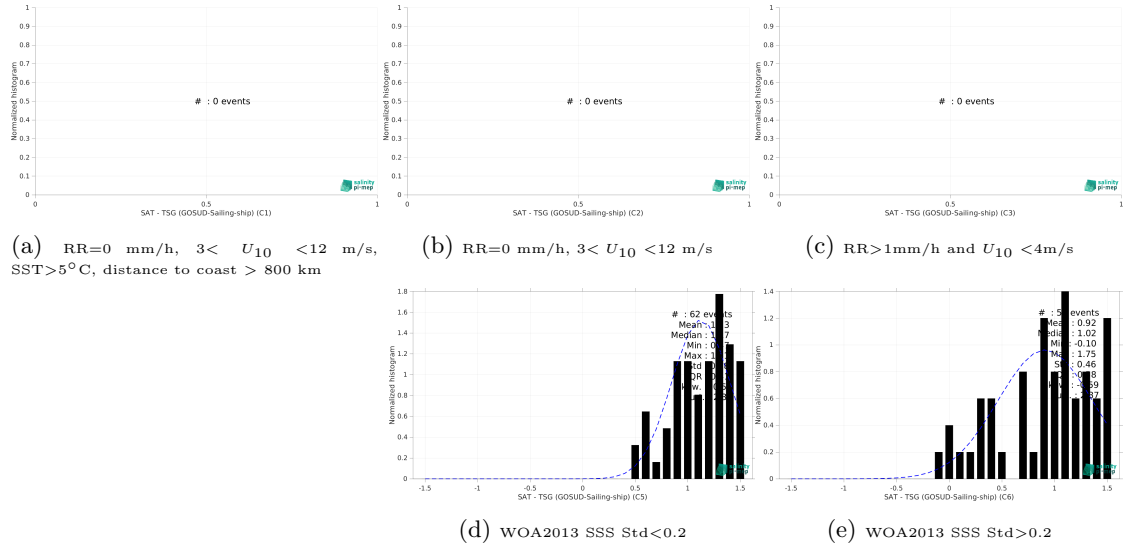 1
0.9
0.8
0.7
0.6
0.5
0.4
0.3
0.2
0.1
0
Normalized histogram
# : 0 events
salinity
pi-mep
0 0.5 1
SAT - TSG (GOSUD-Sailing-ship) (C1)
(a) RR=0 mm/h, 3< U10 <12 m/s,
SST>5°C, distance to coast > 800 km
1
0.9
0.8
0.7
0.6
0.5
0.4
0.3
0.2
0.1
0
Normalized histogram
# : 0 events
salinity
pi-mep
0 0.5 1
SAT - TSG (GOSUD-Sailing-ship) (C2)
(b) RR=0 mm/h, 3< U10 <12 m/s
1
0.9
0.8
0.7
0.6
0.5
0.4
0.3
0.2
0.1
0
Normalized histogram
# : 0 events
salinity
pi-mep
0 0.5 1
SAT - TSG (GOSUD-Sailing-ship) (C3)
(c) RR>1mm/h and U10 <4m/s
1.8
1.6
1.4
1.2
1
0.8
0.6
0.4
0.2
0
Normalized histogram
# : 62 events
Mean :
Median :
Min :
Max :
salinity
pi-mep
-1.5 -1 -0.5 0 0.5 1 1.5
SAT - TSG (GOSUD-Sailing-ship) (C5)
(d) WOA2013 SSS Std<0.2
1.4
1.2
1
0.8
0.6
0.4
0.2
0
Normalized histogram
# : events
: 0.92
: 1.02
: -0.10
: 1.75
: 0.46
salinity
pi-mep
-1.5 -1 -0.5 0 0.5 1 1.5
SAT - TSG (GOSUD-Sailing-ship) (C6)
(e) WOA2013 SSS Std>0.2